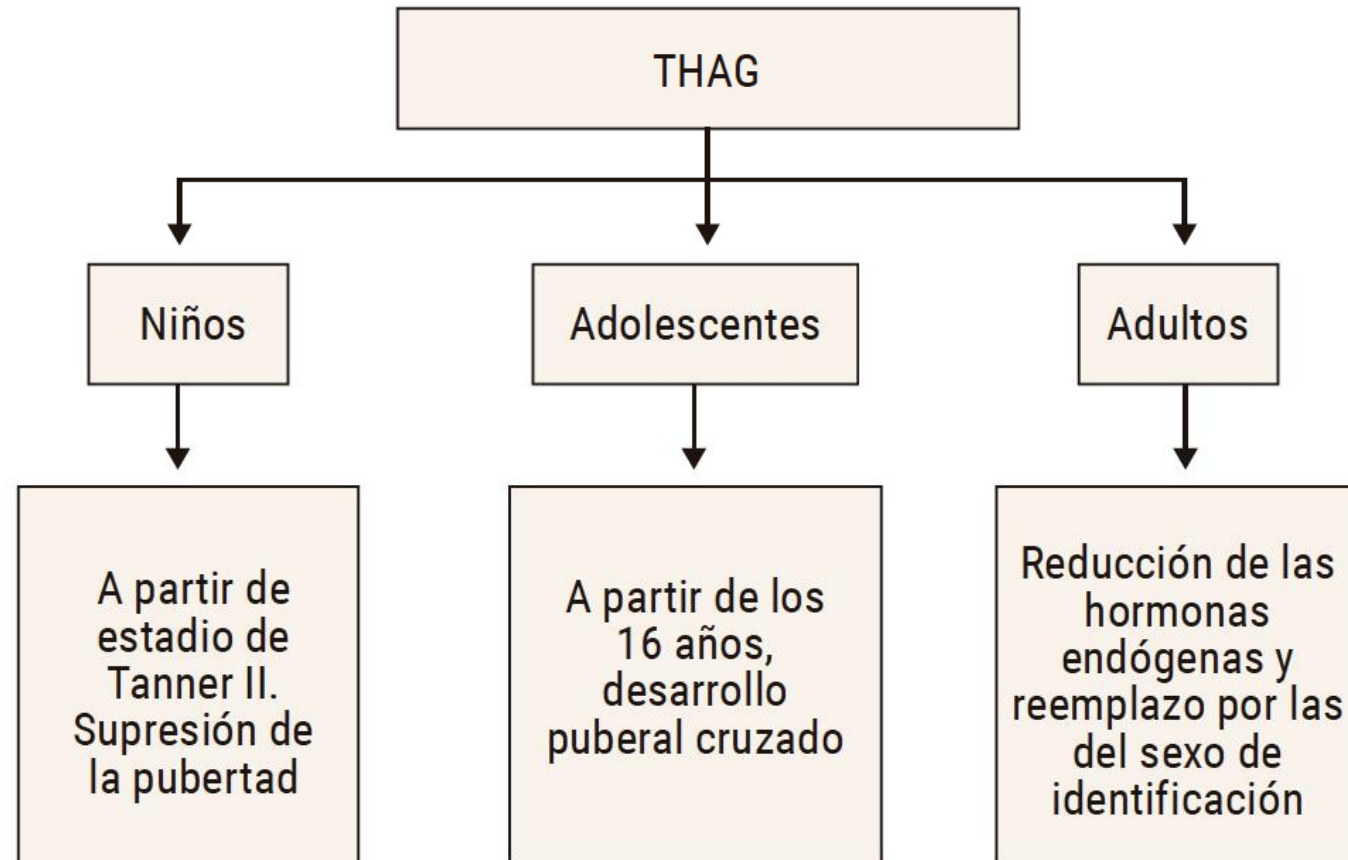 THAG
Niños
Adolescentes
Adultos
A partir de
estadio de
Tanner II.
Supresión de
la pubertad
A partir de los
16 años,
desarrollo
puberal cruzado
Reducción de las
hormonas
endógenas y
reemplazo por las
del sexo de
identificación